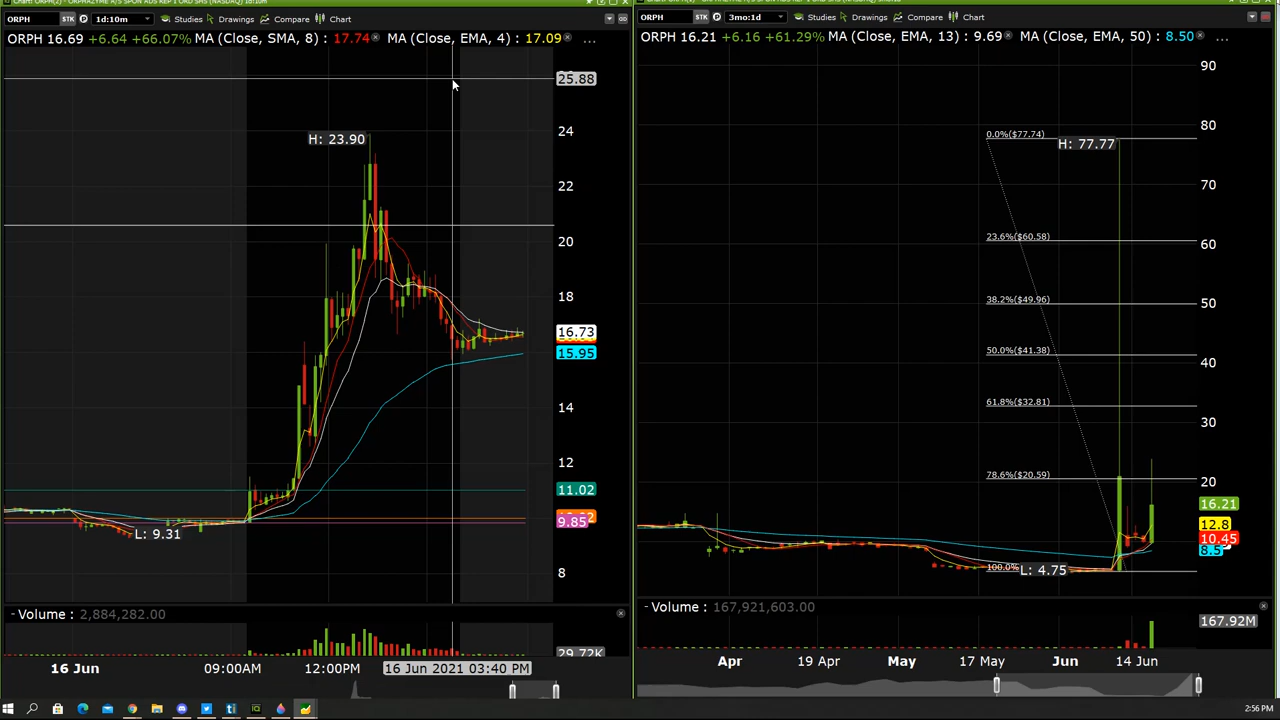 ORPH STK P 1d:10m Studies Drawings Compare Chart
ORPH 16.69 +6.64 +66.07% MA (Close, SMA, 8) : 17.74 MA (Close, EMA, 4) : 17.09 ...
25.88
24
H: 23.90
22
20
18
16.73
15.95
14
12
11.02
9.85
L: 9.31
8
- Volume : 2,884,282.00
29.72K
16 Jun 09:00AM 12:00PM 16 Jun 2021 03:40 PM
ORPH STK P 3mo:1d Studies Drawings Compare Chart
ORPH 16.21 +6.16 +61.29% MA (Close, EMA, 13) : 9.69 MA (Close, EMA, 50) : 8.50 ...
90
80
0.0%($77.74)
H: 77.77
70
23.6%($60.58)
60
38.2%($49.96)
50
50.0%($41.38)
40
61.8%($32.81)
30
28.6%($20.59)
20
16.21
12.8
10.45
8.5
100.0%
L: 4.75
- Volume : 167,921,603.00
167.92M
Apr 19 Apr May 17 May Jun 14 Jun
2:56 PM